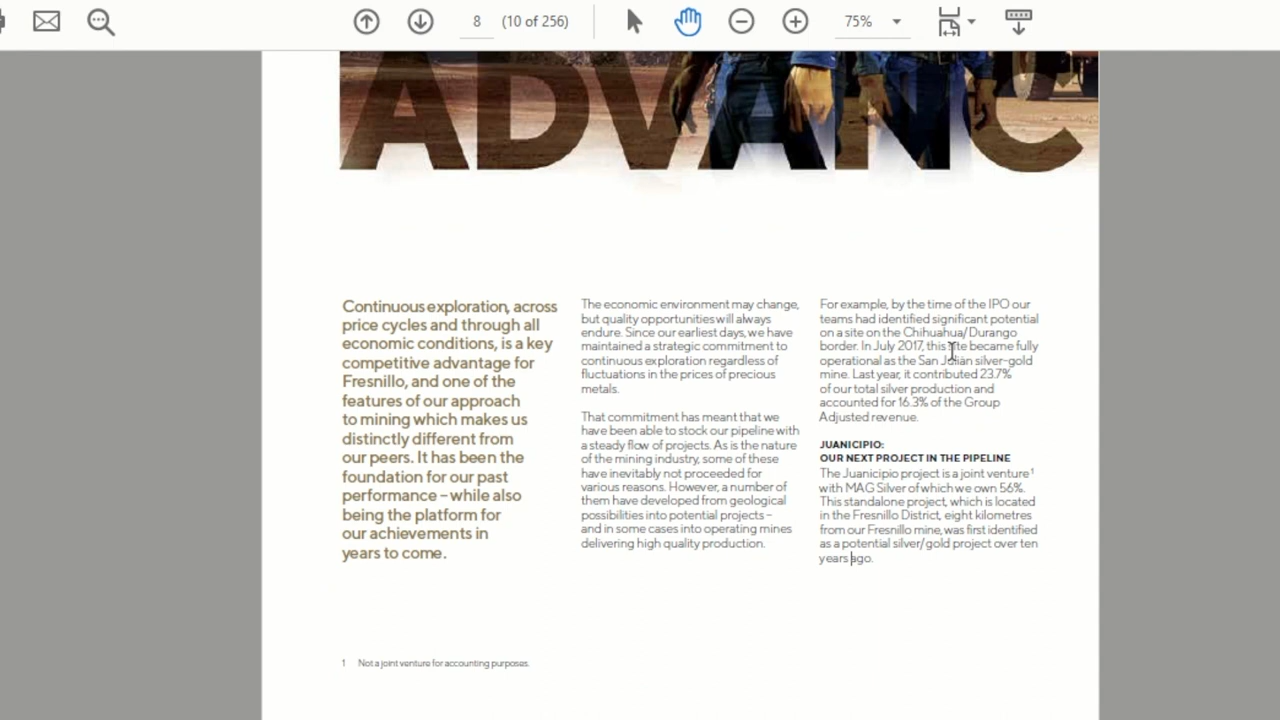 8 (10 of 256)
75%
ADVANC
Continuous exploration, across
price cycles and through all
economic conditions, is a key
competitive advantage for
Fresnillo, and one of the
features of our approach
to mining which makes us
distinctly different from
our peers. It has been the
foundation for our past
performance – while also
being the platform for
our achievements in
years to come.
The economic environment may change,
but quality opportunities will always
endure. Since our earliest days, we have
maintained a strategic commitment to
continuous exploration regardless of
fluctuations in the prices of precious
metals.
That commitment has meant that we
have been able to stock our pipeline with
a steady flow of projects. As is the nature
of the mining industry, some of these
have inevitably not proceeded for
various reasons. However, a number of
them have developed from geological
possibilities into potential projects –
and in some cases into operating mines
delivering high quality production.
For example, by the time of the IPO our
teams had identified significant potential
on a site on the Chihuahua/Durango
border. In July 2017, this site became fully
operational as the San Julián silver-gold
mine. Last year, it contributed 23.7%
of our total silver production and
accounted for 16.3% of the Group
Adjusted revenue.
JUANICIPIO:
OUR NEXT PROJECT IN THE PIPELINE
The Juanicipio project is a joint venture¹
with MAG Silver of which we own 56%.
This standalone project, which is located
in the Fresnillo District, eight kilometres
from our Fresnillo mine, was first identified
as a potential silver/gold project over ten
years ago.
1 Not a joint venture for accounting purposes.